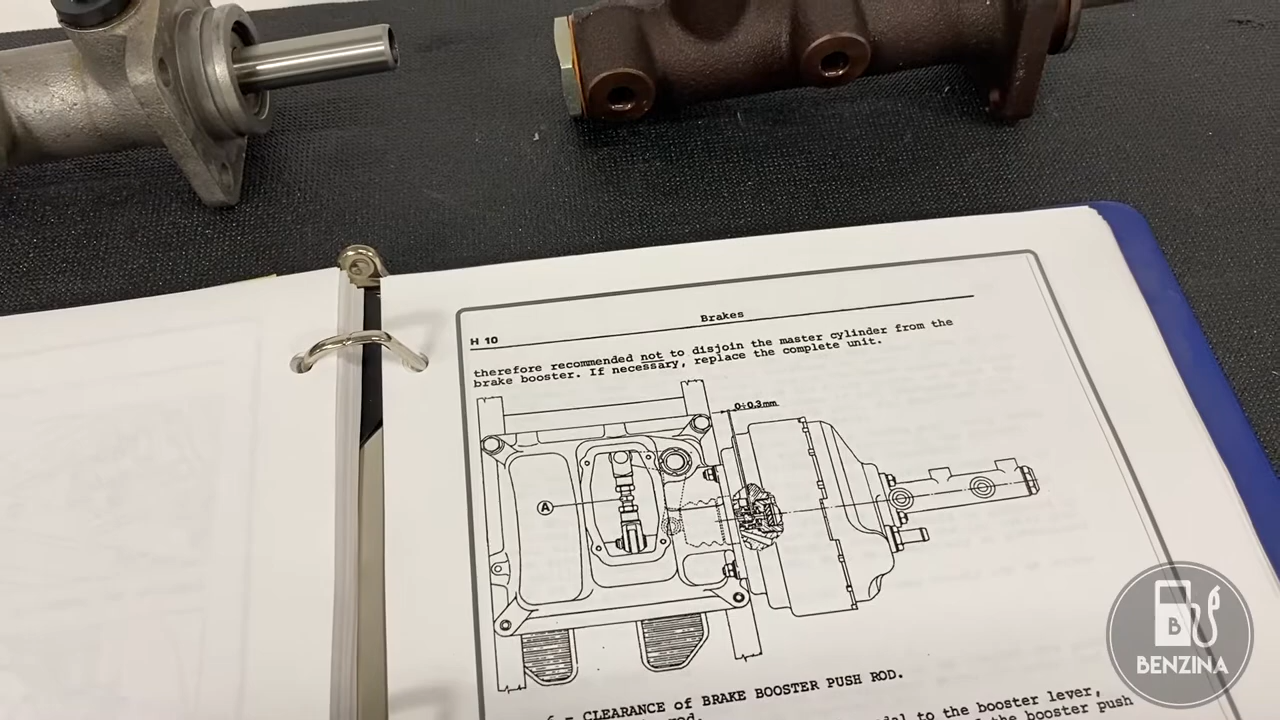 Brakes
H 10
therefore recommended not to disjoin the master cylinder from the
brake booster. If necessary, replace the complete unit.
0÷0.3mm
A
- CLEARANCE of BRAKE BOOSTER PUSH ROD.
rod.
to the booster lever,
the booster push
B
BENZINA